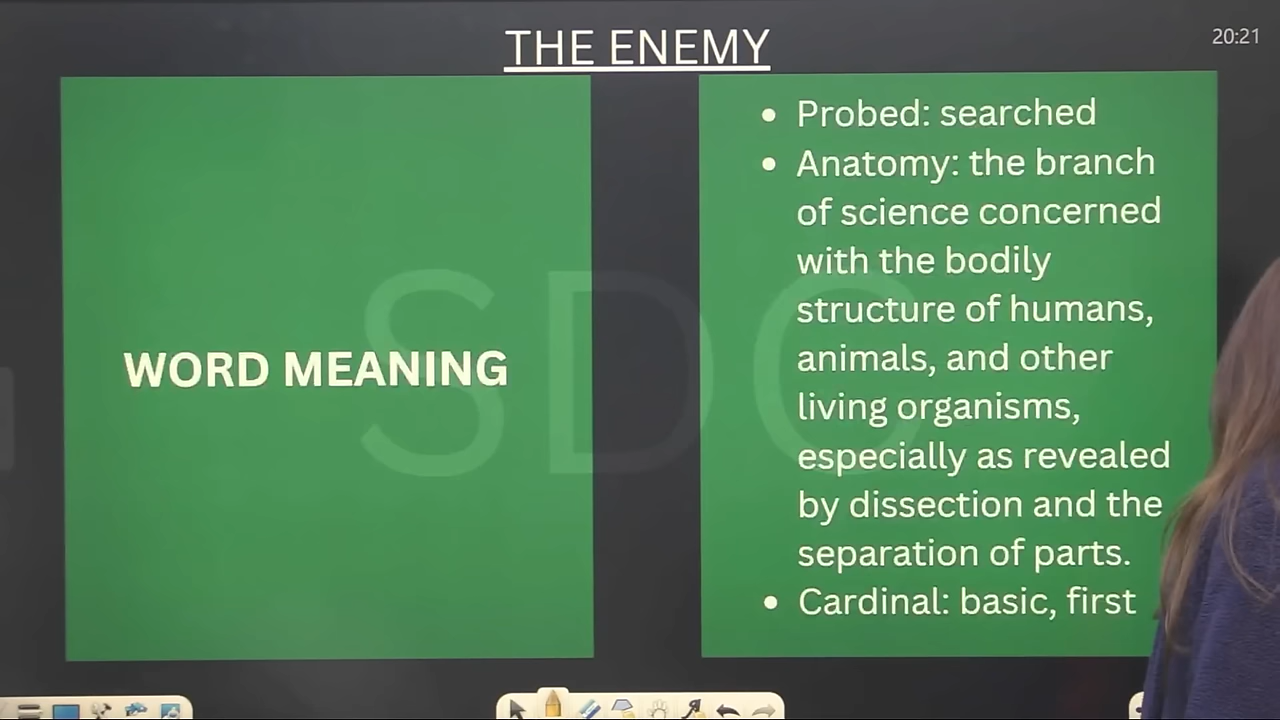 THE ENEMY
20:21
WORD MEANING
• Probed: searched
• Anatomy: the branch
of science concerned
with the bodily
structure of humans,
animals, and other
living organisms,
especially as revealed
by dissection and the
separation of parts.
• Cardinal: basic, first
SDC